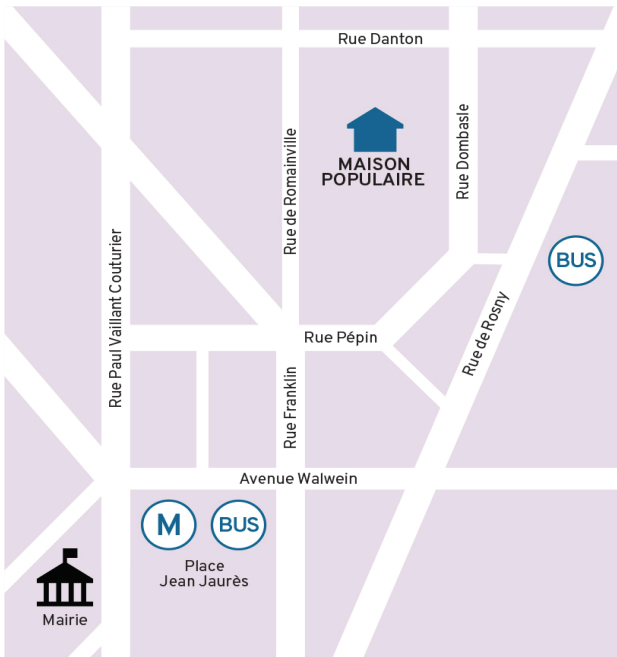 Rue Danton
Rue de Romainville
Rue Dombasle
MAISON
POPULAIRE
BUS
Rue Paul Vaillant Couturier
Rue de Rosny
Rue Pépin
Rue Franklin
Avenue Walwein
M
BUS
Place
Jean Jaurès
Mairie